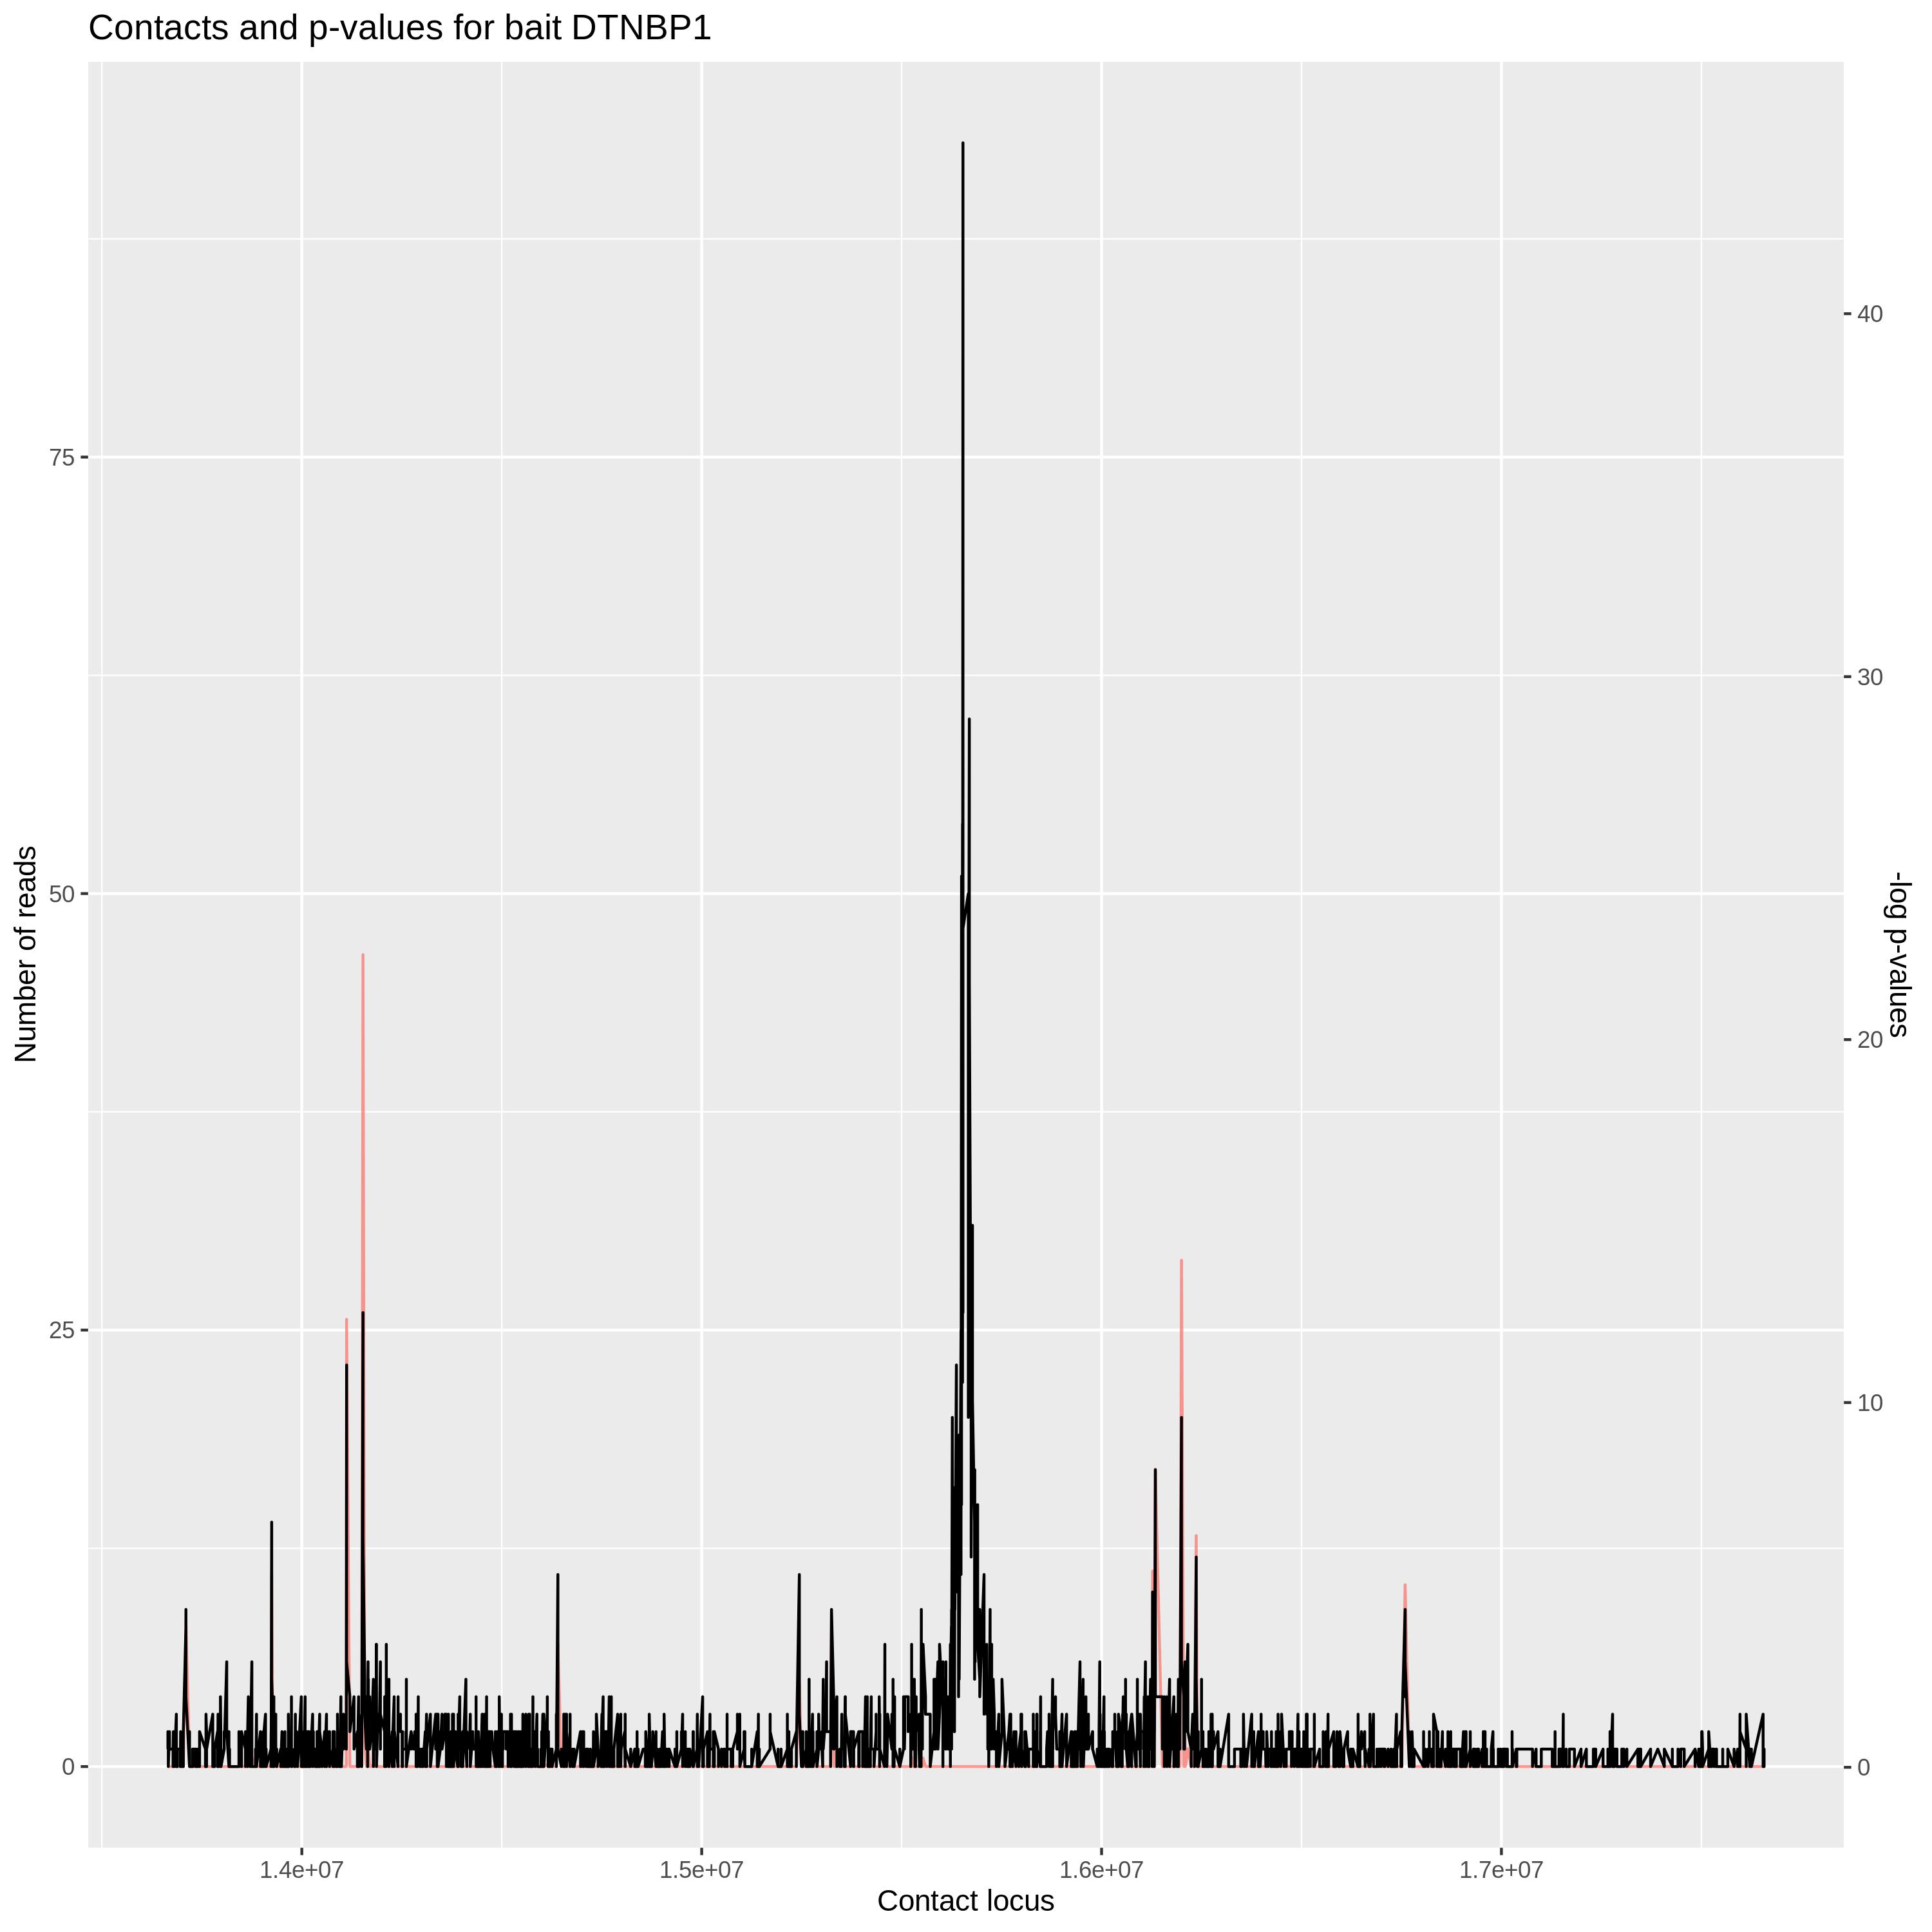 Contacts and p-values for bait DTNBP1
Number of reads
75
50
25
0
40
30
20
10
0
-log p-values
1.4e+07
1.5e+07
1.6e+07
1.7e+07
Contact locus